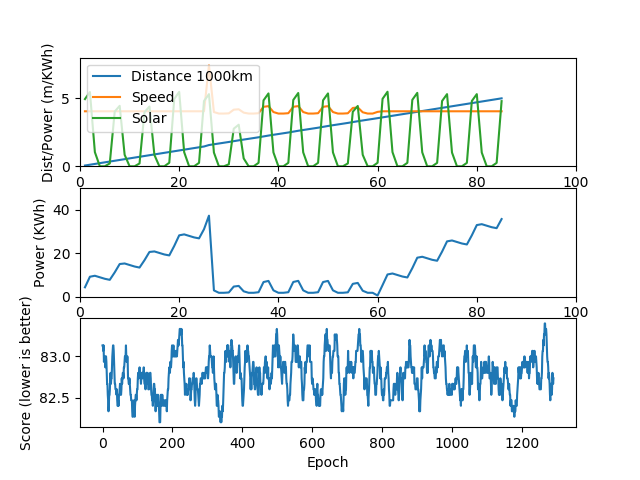 Dist/Power (m/KWh)
5
0
Distance 1000km
Speed
Solar
0 20 40 60 80 100
Power (KWh)
40
20
0
0 20 40 60 80 100
Score (lower is better)
83.0
82.5
0 200 400 600 800 1000 1200
Epoch